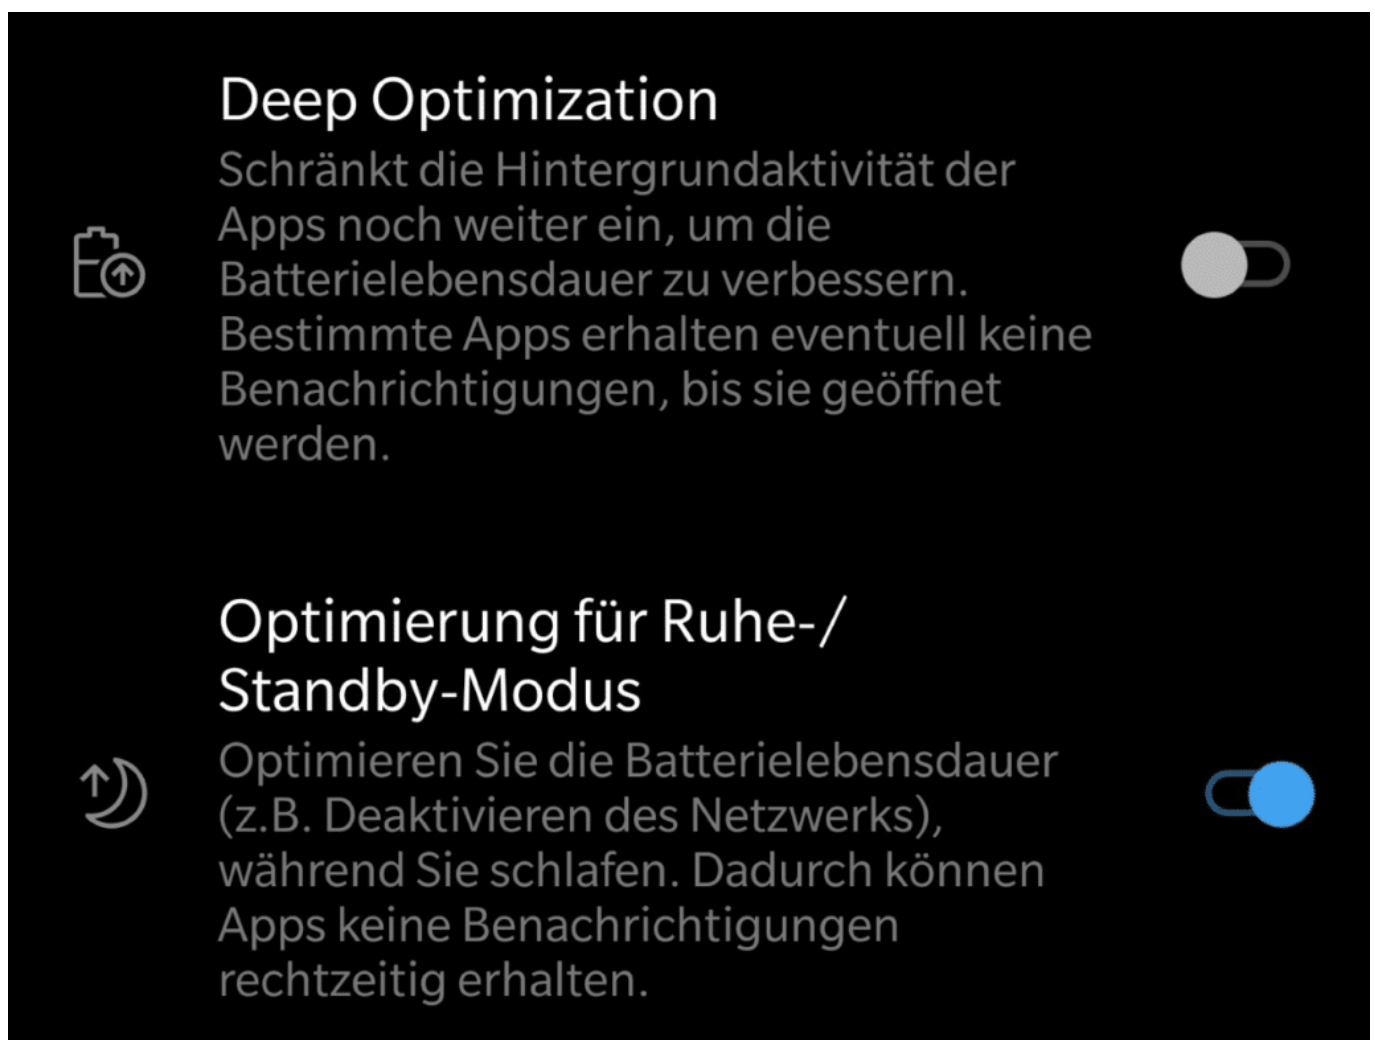 Deep Optimization
Schränkt die Hintergrundaktivität der
Apps noch weiter ein, um die
Batterielebensdauer zu verbessern.
Bestimmte Apps erhalten eventuell keine
Benachrichtigungen, bis sie geöffnet
werden.
Optimierung für Ruhe-/
Standby-Modus
Optimieren Sie die Batterielebensdauer
(z.B. Deaktivieren des Netzwerks),
während Sie schlafen. Dadurch können
Apps keine Benachrichtigungen
rechtzeitig erhalten.